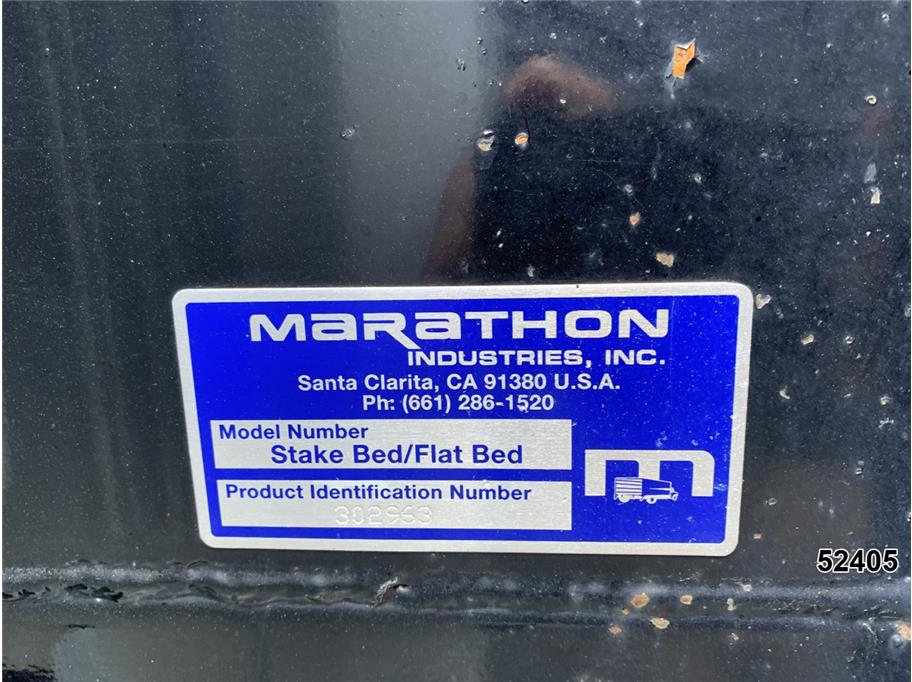 MARATHON
INDUSTRIES, INC.
Santa Clarita, CA 91380 U.S.A.
Ph: (661) 286-1520
Model Number
Stake Bed/Flat Bed
Product Identification Number
302963
52405